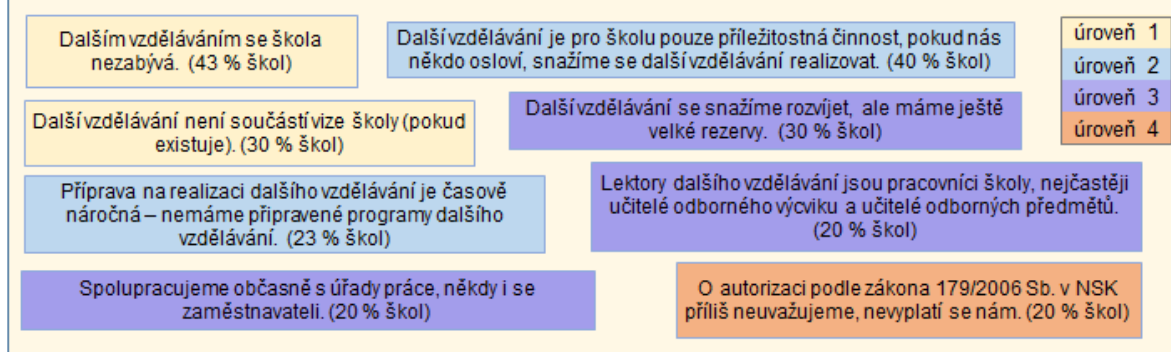 Dalším vzděláváním se škola
nezabývá. (43 % škol)
Další vzdělávání je pro školu pouze příležitostná činnost, pokud nás
někdo osloví, snažíme se další vzdělávání realizovat. (40 % škol)
úroveň 1
úroveň 2
úroveň 3
úroveň 4
Další vzdělávání není součástí vize školy (pokud
existuje). (30 % škol)
Další vzdělávání se snažíme rozvíjet, ale máme ještě
velké rezervy. (30 % škol)
Příprava na realizaci dalšího vzdělávání je časově
náročná – nemáme připravené programy dalšího
vzdělávání. (23 % škol)
Lektory dalšího vzdělávání jsou pracovníci školy, nejčastěji
učitelé odborného výcviku a učitelé odborných předmětů.
(20 % škol)
Spolupracujeme občasně s úřady práce, někdy i se
zaměstnavateli. (20 % škol)
O autorizaci podle zákona 179/2006 Sb. v NSK
příliš neuvažujeme, nevyplatí se nám. (20 % škol)